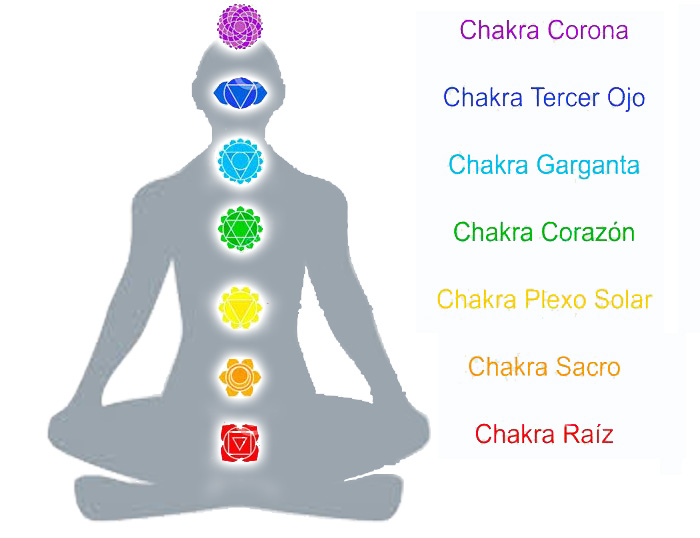 Chakra Corona
Chakra Tercer Ojo
Chakra Garganta
Chakra Corazón
Chakra Plexo Solar
Chakra Sacro
Chakra Raíz